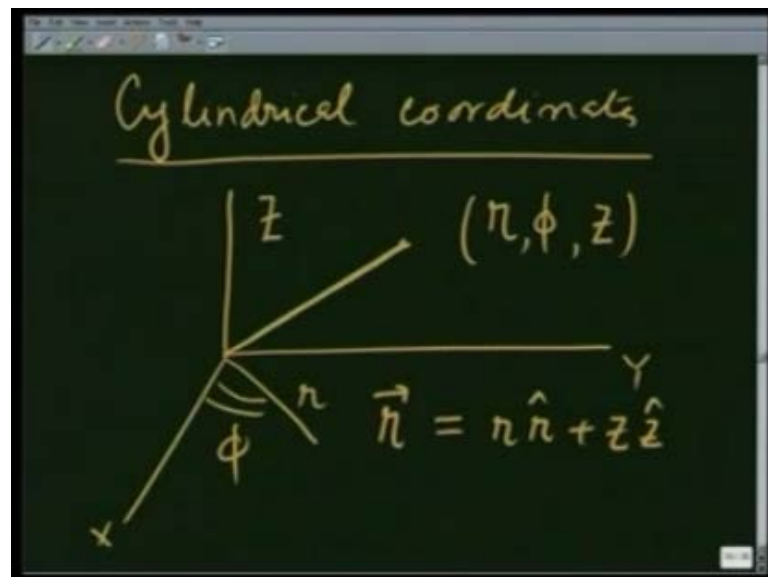 Cylindrical coordinates
Z
(r, ϕ, z)
Y
r
ϕ
r⃗ = r r̂ + z ẑ
X